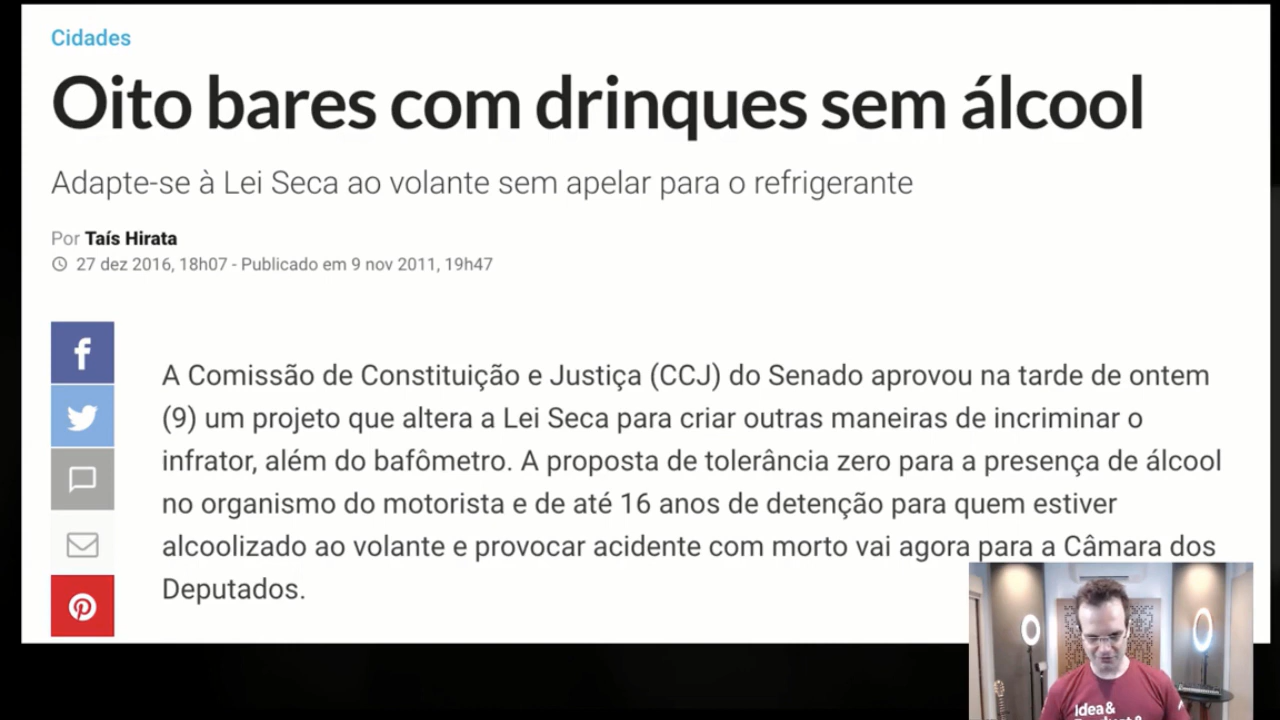 Cidades
Oito bares com drinques sem álcool
Adapte-se à Lei Seca ao volante sem apelar para o refrigerante
Por Taís Hirata
27 dez 2016, 18h07 - Publicado em 9 nov 2011, 19h47
A Comissão de Constituição e Justiça (CCJ) do Senado aprovou na tarde de ontem
(9) um projeto que altera a Lei Seca para criar outras maneiras de incriminar o
infrator, além do bafômetro. A proposta de tolerância zero para a presença de álcool
no organismo do motorista e de até 16 anos de detenção para quem estiver
alcoolizado ao volante e provocar acidente com morto vai agora para a Câmara dos
Deputados.
Idea &